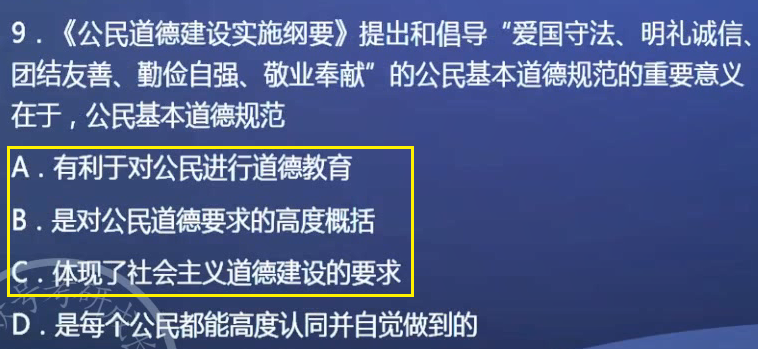 9．《公民道德建设实施纲要》提出和倡导“爱国守法、明礼诚信、
团结友善、勤俭自强、敬业奉献”的公民基本道德规范的重要意义
在于，公民基本道德规范
A．有利于对公民进行道德教育
B．是对公民道德要求的高度概括
C．体现了社会主义道德建设的要求
D．是每个公民都能高度认同并自觉做到的